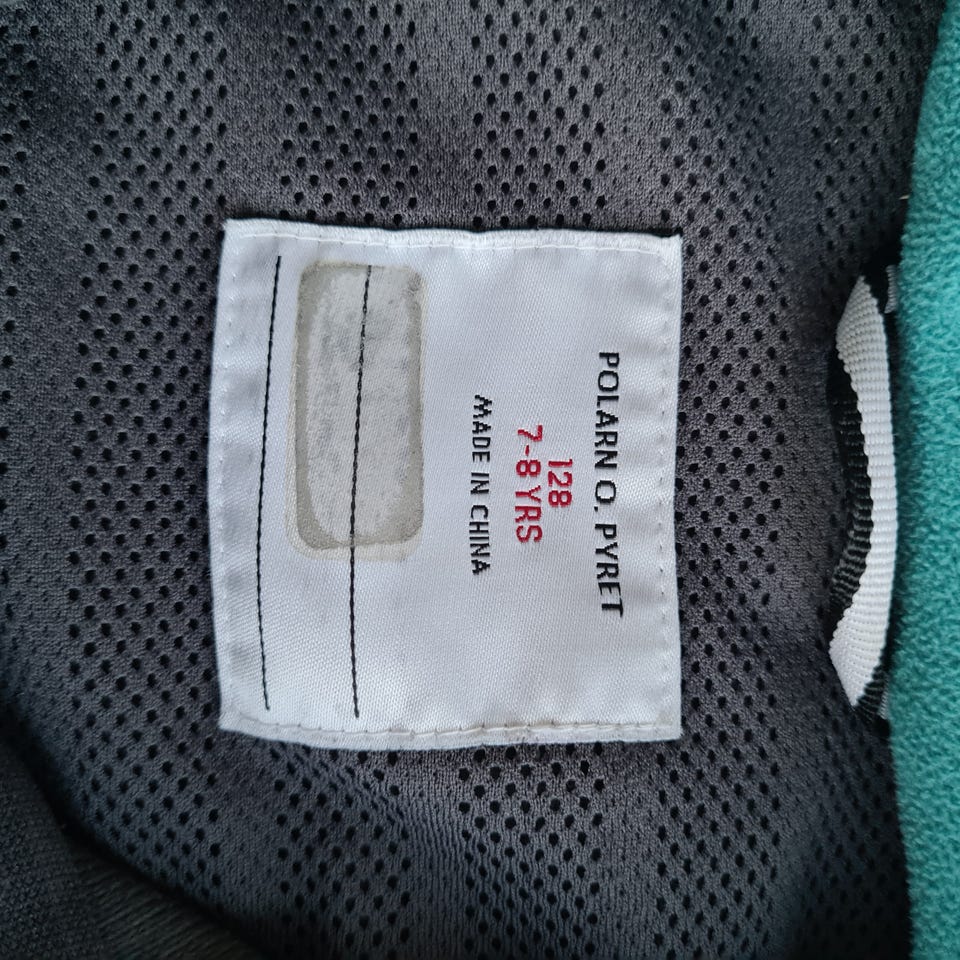 POLARN O. PYRET
128
7-8 YRS
MADE IN CHINA